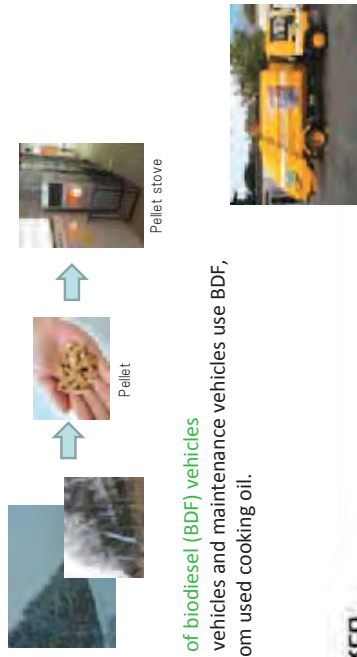 Pellet
Pellet stove
of biodiesel (BDF) vehicles
vehicles and maintenance vehicles use BDF,
om used cooking oil.